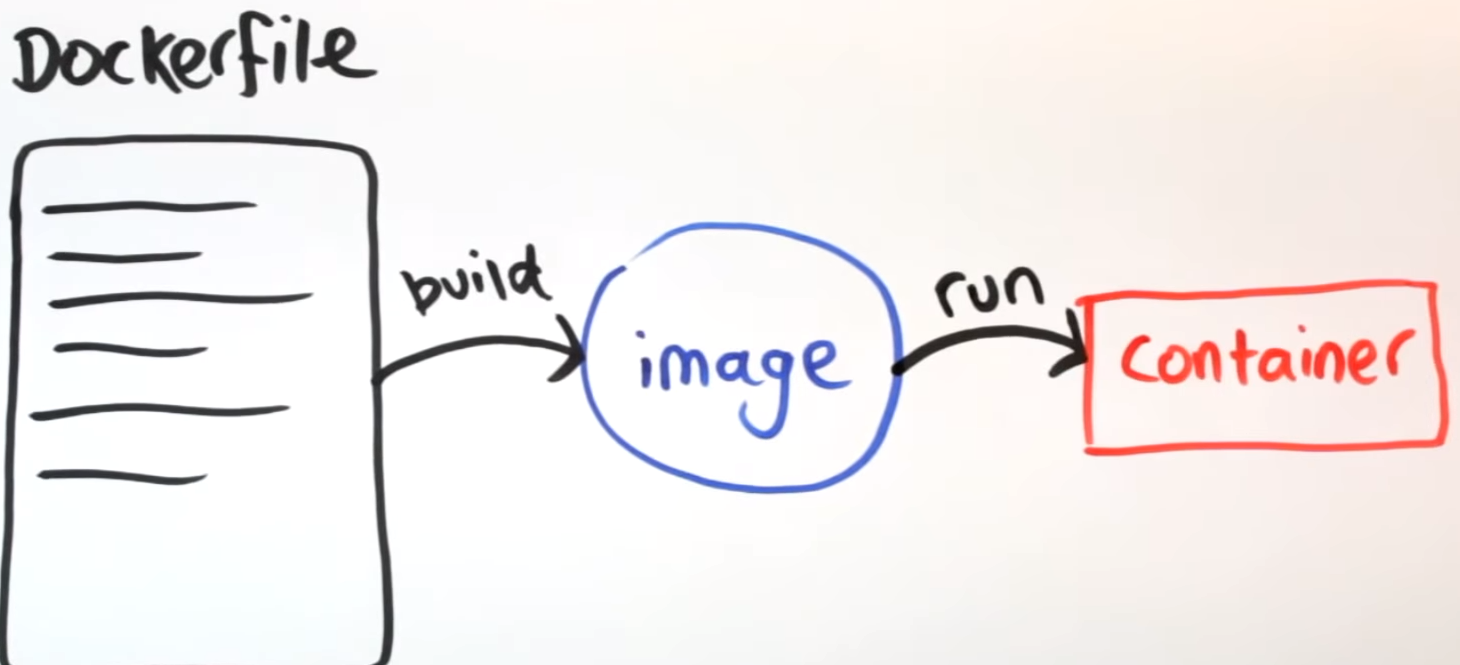 Dockerfile
build
image
run
container